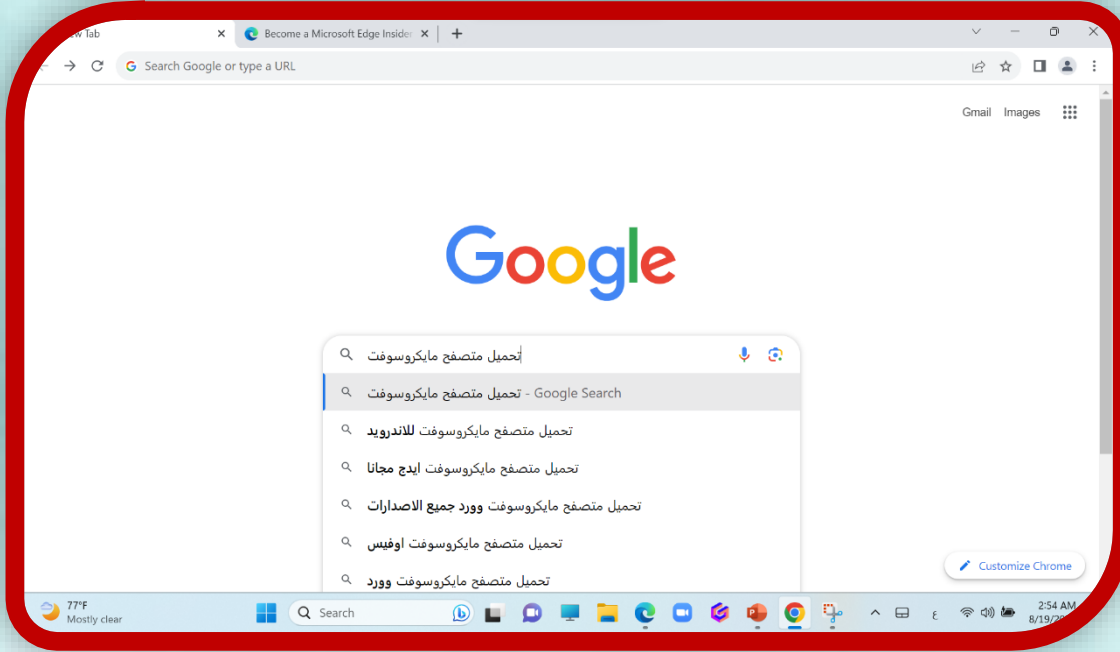 Tab
Become a Microsoft Edge Insider
Search Google or type a URL
Gmail Images
Google
تحميل متصفح مايكروسوفت
تحميل متصفح مايكروسوفت - Google Search
تحميل متصفح مايكروسوفت للاندرويد
تحميل متصفح مايكروسوفت ايدج مجانا
تحميل متصفح مايكروسوفت وورد جميع الاصدارات
تحميل متصفح مايكروسوفت اوفيس
تحميل متصفح مايكروسوفت وورد
Customize Chrome
77°F
Mostly clear
Search
ع
2:54 AM
8/19/20